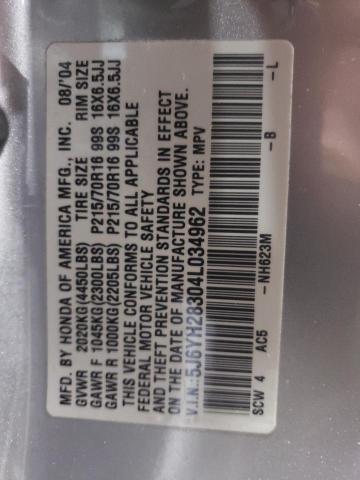 MFD. BY HONDA OF AMERICA MFG., INC. 08/'04
GVWR 2020KG(4450LBS) TIRE SIZE RIM SIZE
GAWR F 1045KG(2300LBS) P215/70R16 99S 16X6.5JJ
GAWR R 1000KG(2205LBS) P215/70R16 99S 16X6.5JJ
THIS VEHICLE CONFORMS TO ALL APPLICABLE
FEDERAL MOTOR VEHICLE SAFETY
AND THEFT PREVENTION STANDARDS IN EFFECT
ON THE DATE OF MANUFACTURE SHOWN ABOVE.
V.I.N.:5J6YH28304L034962 TYPE: MPV
SCW 4 AC5 -NH623M -B -L